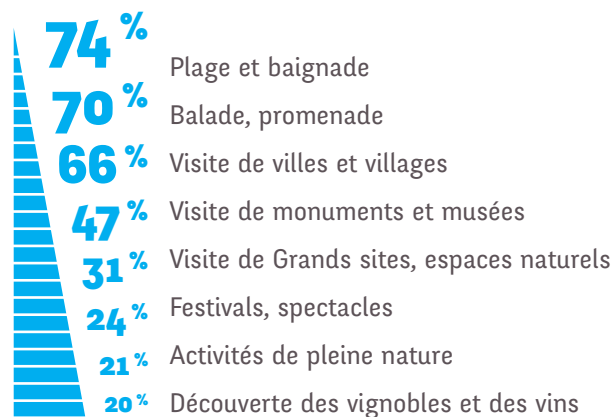 74 % Plage et baignade
70 % Balade, promenade
66 % Visite de villes et villages
47 % Visite de monuments et musées
31 % Visite de Grands sites, espaces naturels
24 % Festivals, spectacles
21 % Activités de pleine nature
20 % Découverte des vignobles et des vins